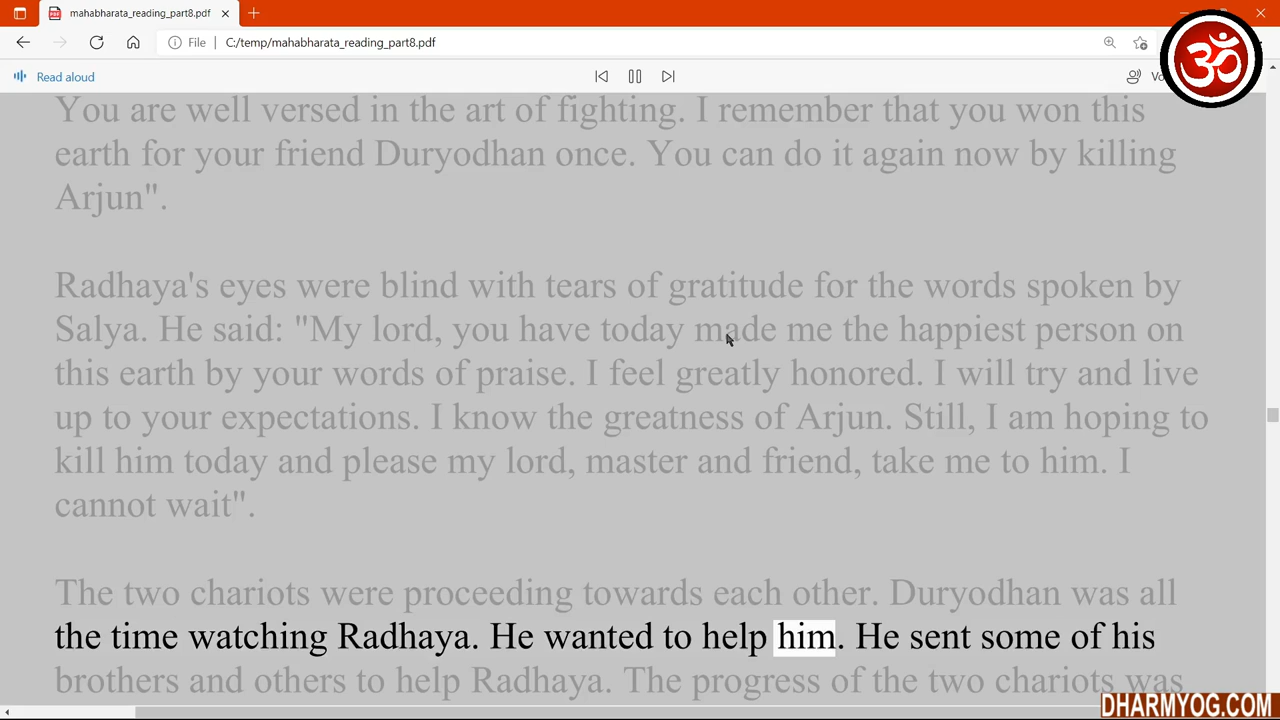 mahabharata_reading_part8.pdf
File
C:/temp/mahabharata_reading_part8.pdf
Read aloud
You are well versed in the art of fighting. I remember that you won this
earth for your friend Duryodhan once. You can do it again now by killing
Arjun".
Radhaya's eyes were blind with tears of gratitude for the words spoken by
Salya. He said: "My lord, you have today made me the happiest person on
this earth by your words of praise. I feel greatly honored. I will try and live
up to your expectations. I know the greatness of Arjun. Still, I am hoping to
kill him today and please my lord, master and friend, take me to him. I
cannot wait".
The two chariots were proceeding towards each other. Duryodhan was all
the time watching Radhaya. He wanted to help him. He sent some of his
brothers and others to help Radhaya. The progress of the two chariots was
ॐ
DHARMYOG.COM